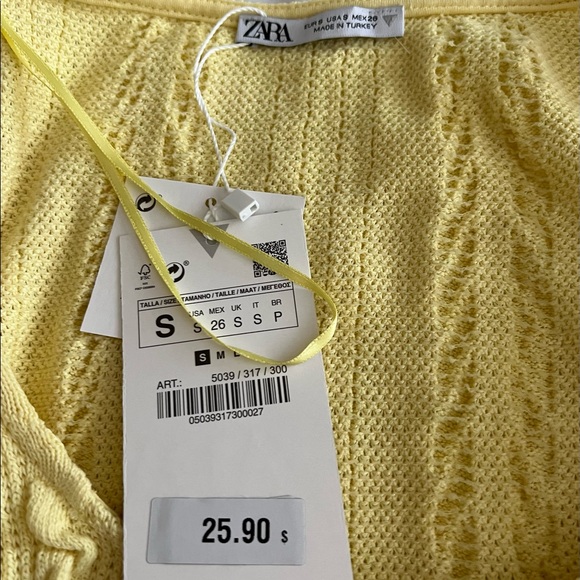 ZARA
EUR S USA S MEX 26
MADE IN TURKEY
FSC
TALLA / SIZE / TAMANHO / TAILLE / MAAT / ΜΕΓΕΘΟΣ
S
USA MEX UK IT BR
S 26 S S P
S M L
ART.: 5039 / 317 / 300
05039317300027
25.90 S